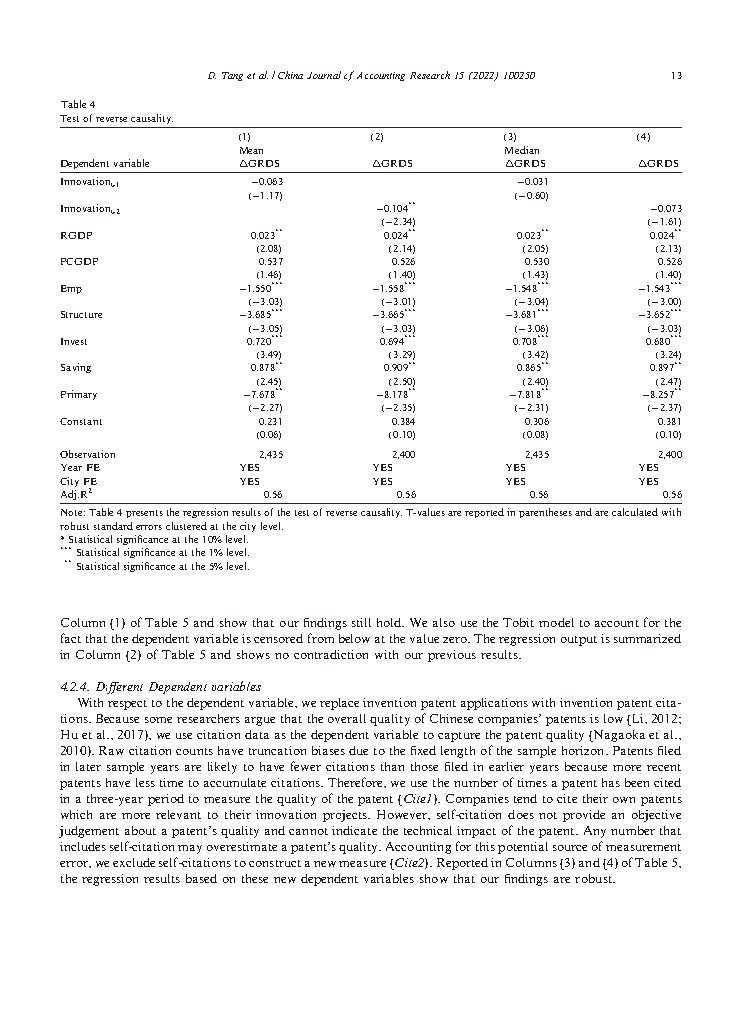 D. Tang et al. / China Journal of Accounting Research 15 (2022) 100250 13
Table 4
Test of reverse causality.
(1) (2) (3) (4)
Mean Median
Dependent variable △GRDS △GRDS △GRDS △GRDS
Innovationt-1 −0.063 −0.031
(−1.17) (−0.60)
Innovationt-2 −0.104** −0.073
(−2.34) (−1.61)
RGDP 0.023** 0.024** 0.023** 0.024**
(2.08) (2.14) (2.05) (2.13)
PCGDP 0.537 0.526 0.530 0.526
(1.46) (1.40) (1.43) (1.40)
Emp −1.550*** −1.558*** −1.548*** −1.543***
(−3.03) (−3.01) (−3.04) (−3.00)
Structure −3.685*** −3.665*** −3.681*** −3.652***
(−3.05) (−3.03) (−3.06) (−3.03)
Invest 0.720*** 0.694*** 0.708*** 0.680***
(3.49) (3.29) (3.42) (3.24)
Saving 0.878** 0.909** 0.865** 0.897**
(2.45) (2.50) (2.40) (2.47)
Primary −7.678** −8.178** −7.818** −8.257**
(−2.27) (−2.35) (−2.31) (−2.37)
Constant 0.231 0.384 0.306 0.381
(0.06) (0.10) (0.08) (0.10)
Observation 2,435 2,400 2,435 2,400
Year FE YES YES YES YES
City FE YES YES YES YES
Adj.R2 0.56 0.56 0.56 0.56
Note: Table 4 presents the regression results of the test of reverse causality. T-values are reported in parentheses and are calculated with
robust standard errors clustered at the city level.
* Statistical significance at the 10% level.
*** Statistical significance at the 1% level.
** Statistical significance at the 5% level.
Column (1) of Table 5 and show that our findings still hold. We also use the Tobit model to account for the
fact that the dependent variable is censored from below at the value zero. The regression output is summarized
in Column (2) of Table 5 and shows no contradiction with our previous results.
4.2.4. Different Dependent variables
With respect to the dependent variable, we replace invention patent applications with invention patent cita-
tions. Because some researchers argue that the overall quality of Chinese companies' patents is low (Li, 2012;
Hu et al., 2017), we use citation data as the dependent variable to capture the patent quality (Nagaoka et al.,
2010). Raw citation counts have truncation biases due to the fixed length of the sample horizon. Patents filed
in later sample years are likely to have fewer citations than those filed in earlier years because more recent
patents have less time to accumulate citations. Therefore, we use the number of times a patent has been cited
in a three-year period to measure the quality of the patent (Cite1). Companies tend to cite their own patents
which are more relevant to their innovation projects. However, self-citation does not provide an objective
judgement about a patent's quality and cannot indicate the technical impact of the patent. Any number that
includes self-citation may overestimate a patent's quality. Accounting for this potential source of measurement
error, we exclude self-citations to construct a new measure (Cite2). Reported in Columns (3) and (4) of Table 5,
the regression results based on these new dependent variables show that our findings are robust.